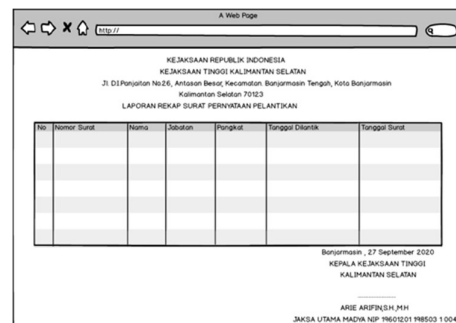 A Web Page
http://
KEJAKSAAN REPUBLIK INDONESIA
KEJAKSAAN TINGGI KALIMANTAN SELATAN
Jl. D.I.Panjaitan No.26, Antasan Besar, Kecamatan. Banjarmasin Tengah, Kota Banjarmasin
Kalimantan Selatan 70123
LAPORAN REKAP SURAT PERNYATAAN PELANTIKAN
No Nomor Surat Nama Jabatan Pangkat Tanggal Dilantik Tanggal Surat
Banjarmasin , 27 September 2020
KEPALA KEJAKSAAN TINGGI
KALIMANTAN SELATAN
ARIE ARIFIN,S.H.,M.H
JAKSA UTAMA MADYA NIP 19601201 198503 1 004